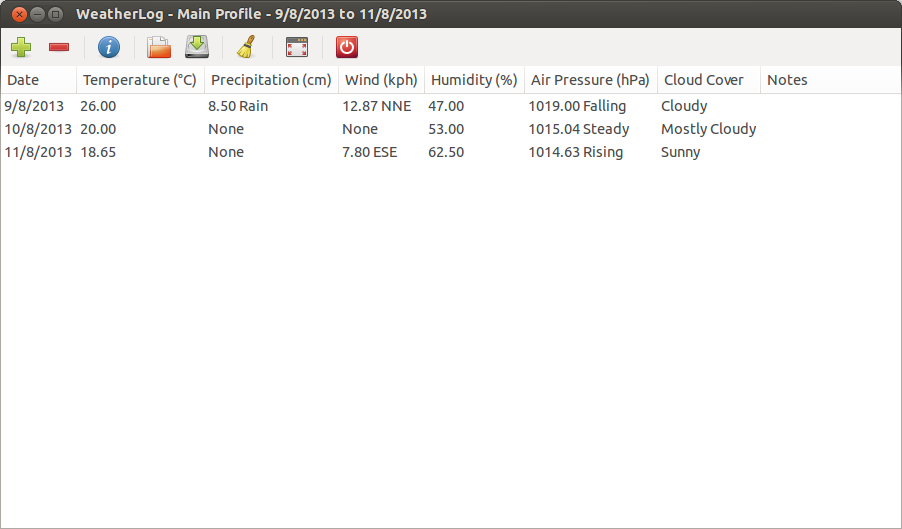 WeatherLog - Main Profile - 9/8/2013 to 11/8/2013
Date Temperature (°C) Precipitation (cm) Wind (kph) Humidity (%) Air Pressure (hPa) Cloud Cover Notes
9/8/2013 26.00 8.50 Rain 12.87 NNE 47.00 1019.00 Falling Cloudy
10/8/2013 20.00 None None 53.00 1015.04 Steady Mostly Cloudy
11/8/2013 18.65 None 7.80 ESE 62.50 1014.63 Rising Sunny